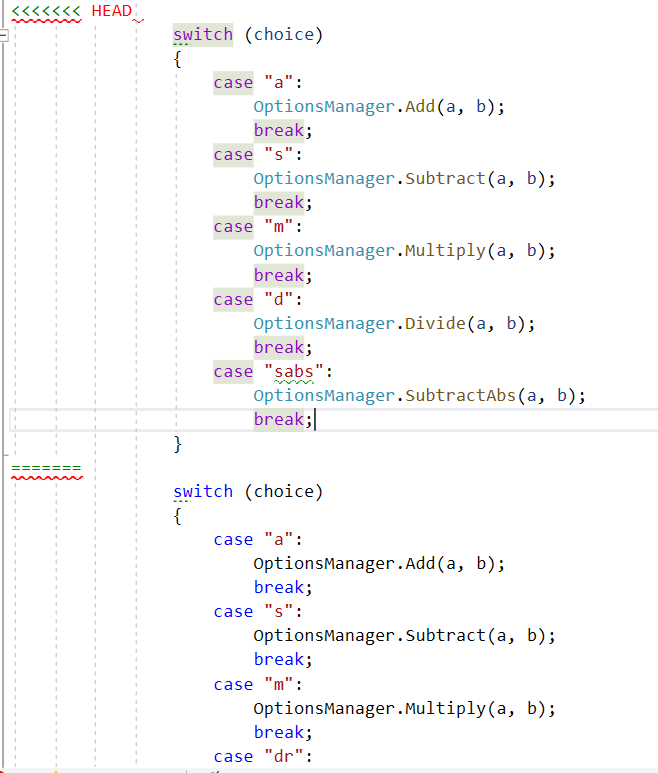 <<<<<<< HEAD
switch (choice)
{
case "a":
OptionsManager.Add(a, b);
break;
case "s":
OptionsManager.Subtract(a, b);
break;
case "m":
OptionsManager.Multiply(a, b);
break;
case "d":
OptionsManager.Divide(a, b);
break;
case "sabs":
OptionsManager.SubtractAbs(a, b);
break;
}
=======
switch (choice)
{
case "a":
OptionsManager.Add(a, b);
break;
case "s":
OptionsManager.Subtract(a, b);
break;
case "m":
OptionsManager.Multiply(a, b);
break;
case "dr":